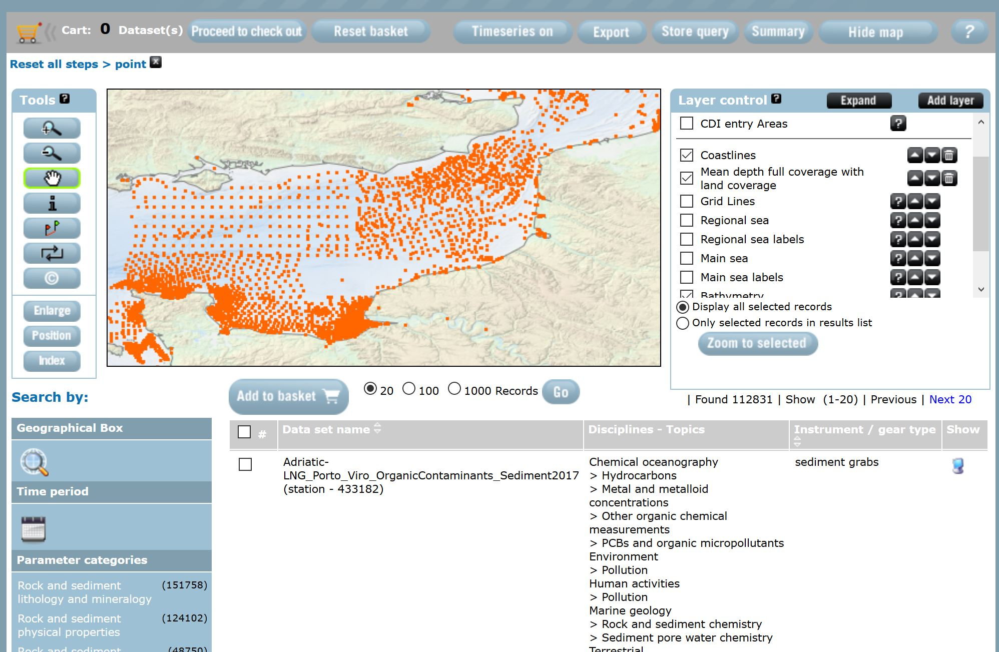 Cart: 0 Dataset(s) Proceed to check out Reset basket Timeseries on Export Store query Summary Hide map ?
Reset all steps > point x
Tools ?
©
Enlarge
Position
Index
Layer control ? Expand Add layer
CDI entry Areas ?
Coastlines
Mean depth full coverage with
land coverage
Grid Lines ?
Regional sea ?
Regional sea labels ?
Main sea ?
Main sea labels ?
Bathymetry ?
Display all selected records
Only selected records in results list
Zoom to selected
Search by:
Add to basket 20 100 1000 Records Go
| Found 112831 | Show (1-20) | Previous | Next 20
Geographical Box
Time period
Parameter categories
Rock and sediment (151758)
lithology and mineralogy
Rock and sediment (124102)
physical properties
Rock and sediment (48750)
# Data set name Disciplines - Topics Instrument / gear type Show
Adriatic-
LNG_Porto_Viro_OrganicContaminants_Sediment2017
(station - 433182)
Chemical oceanography
> Hydrocarbons
> Metal and metalloid
concentrations
> Other organic chemical
measurements
> PCBs and organic micropollutants
Environment
> Pollution
Human activities
> Pollution
Marine geology
> Rock and sediment chemistry
> Sediment pore water chemistry
Terrestrial
sediment grabs